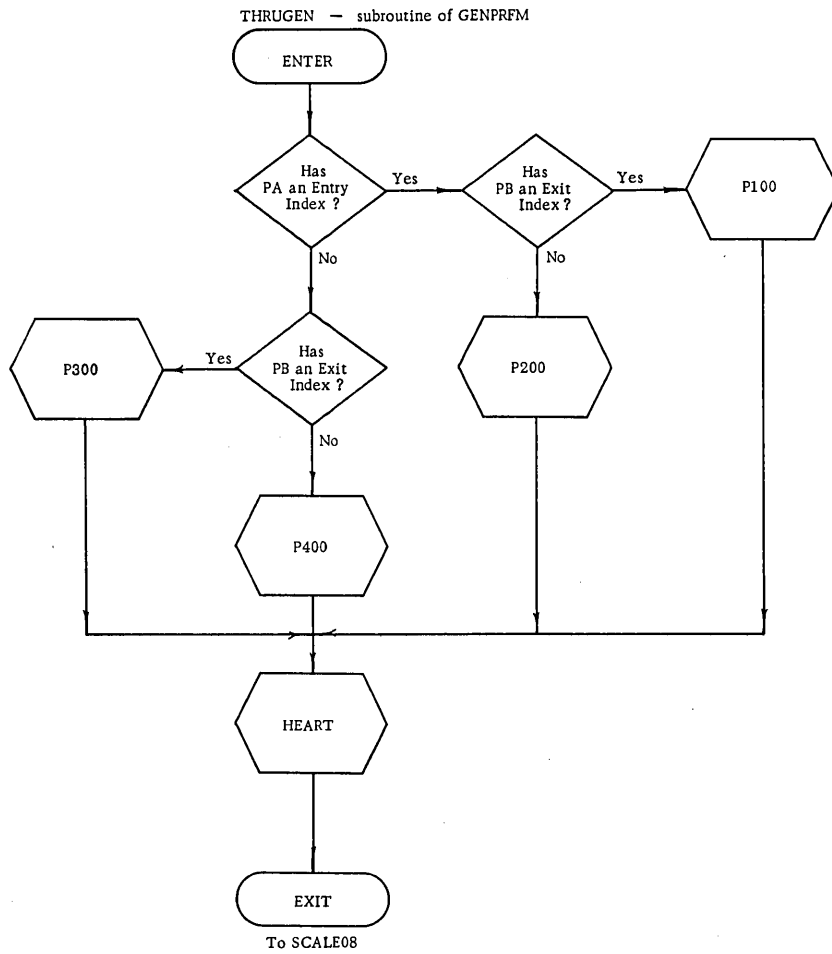 THRUGEN — subroutine of GENPRFM
ENTER
Has
PA an Entry
Index ?
Yes
Has
PB an Exit
Index ?
Yes
P100
No
No
P300
Yes
Has
PB an Exit
Index ?
P200
No
P400
HEART
EXIT
To SCALE08